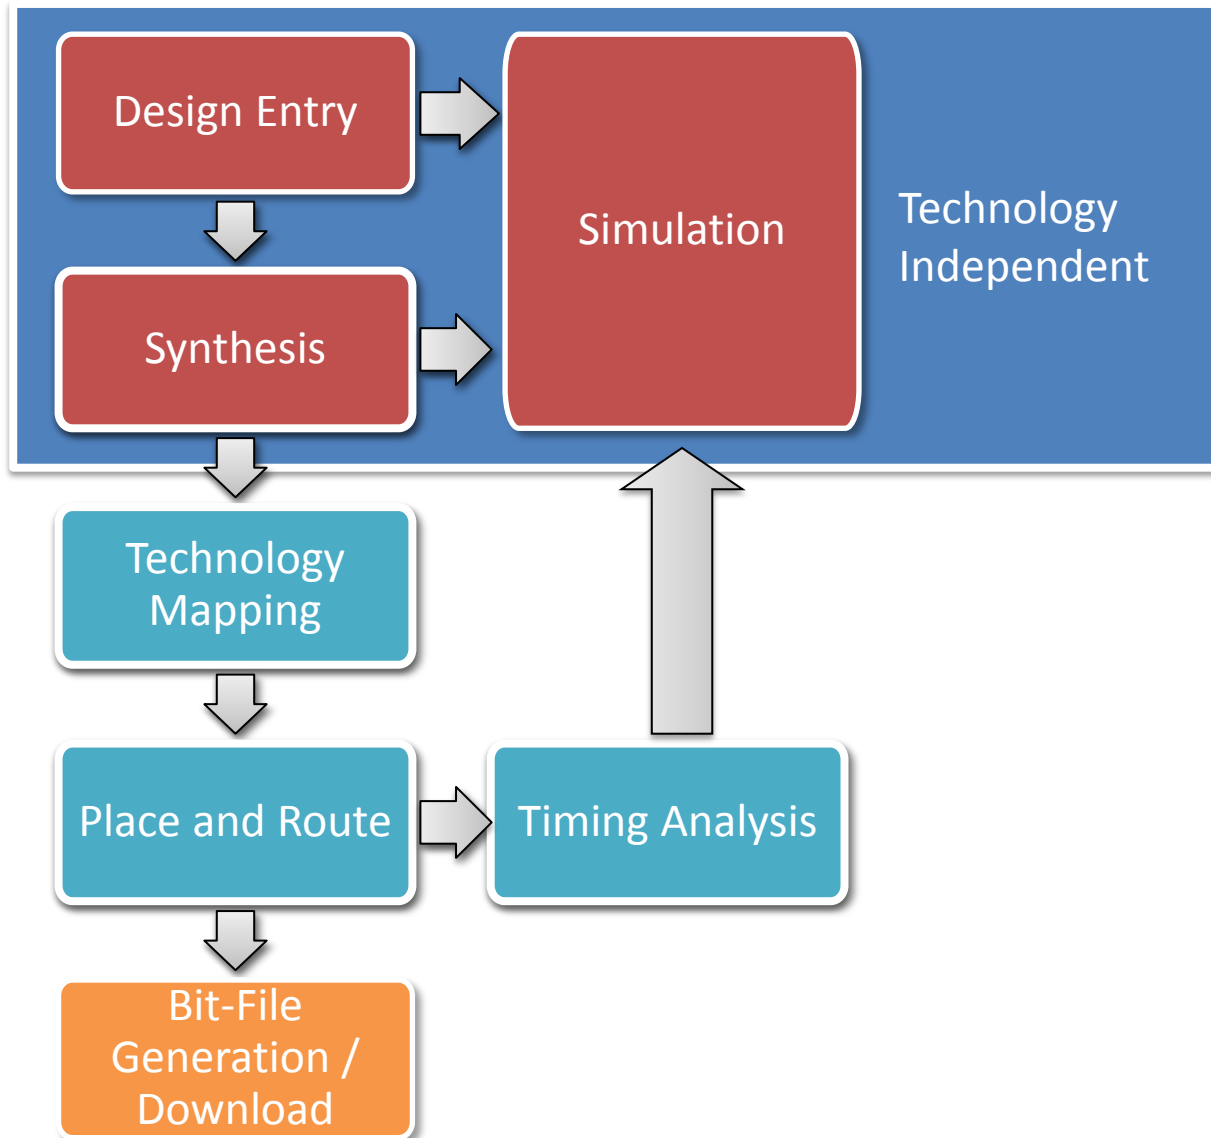 Design Entry
Simulation
Technology
Independent
Synthesis
Technology
Mapping
Place and Route
Timing Analysis
Bit-File
Generation /
Download